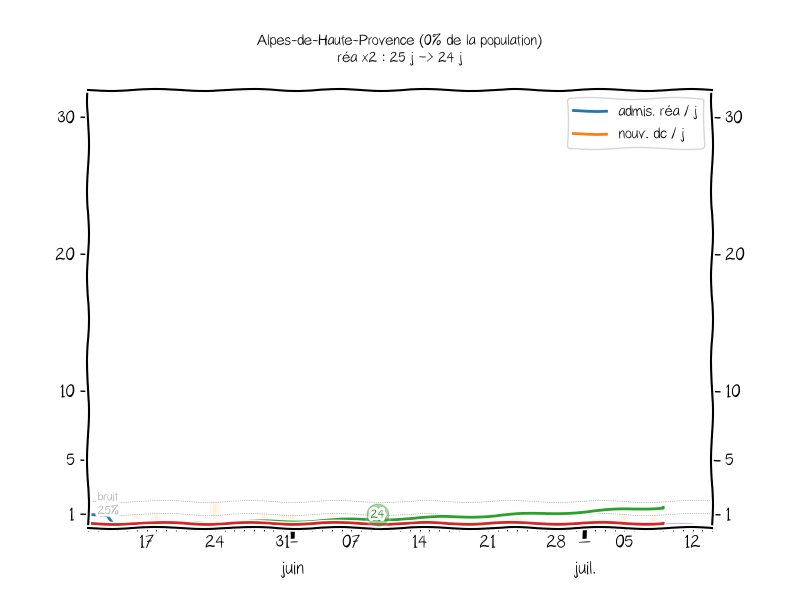 Alpes-de-Haute-Provence (0% de la population)
réa x2 : 25 j -> 24 j
admis. réa / j
nouv. dc / j
30
30
20
20
10
10
5
5
bruit
25%
24
1
1
17 24 31 07 14 21 28 05 12
juin juil.